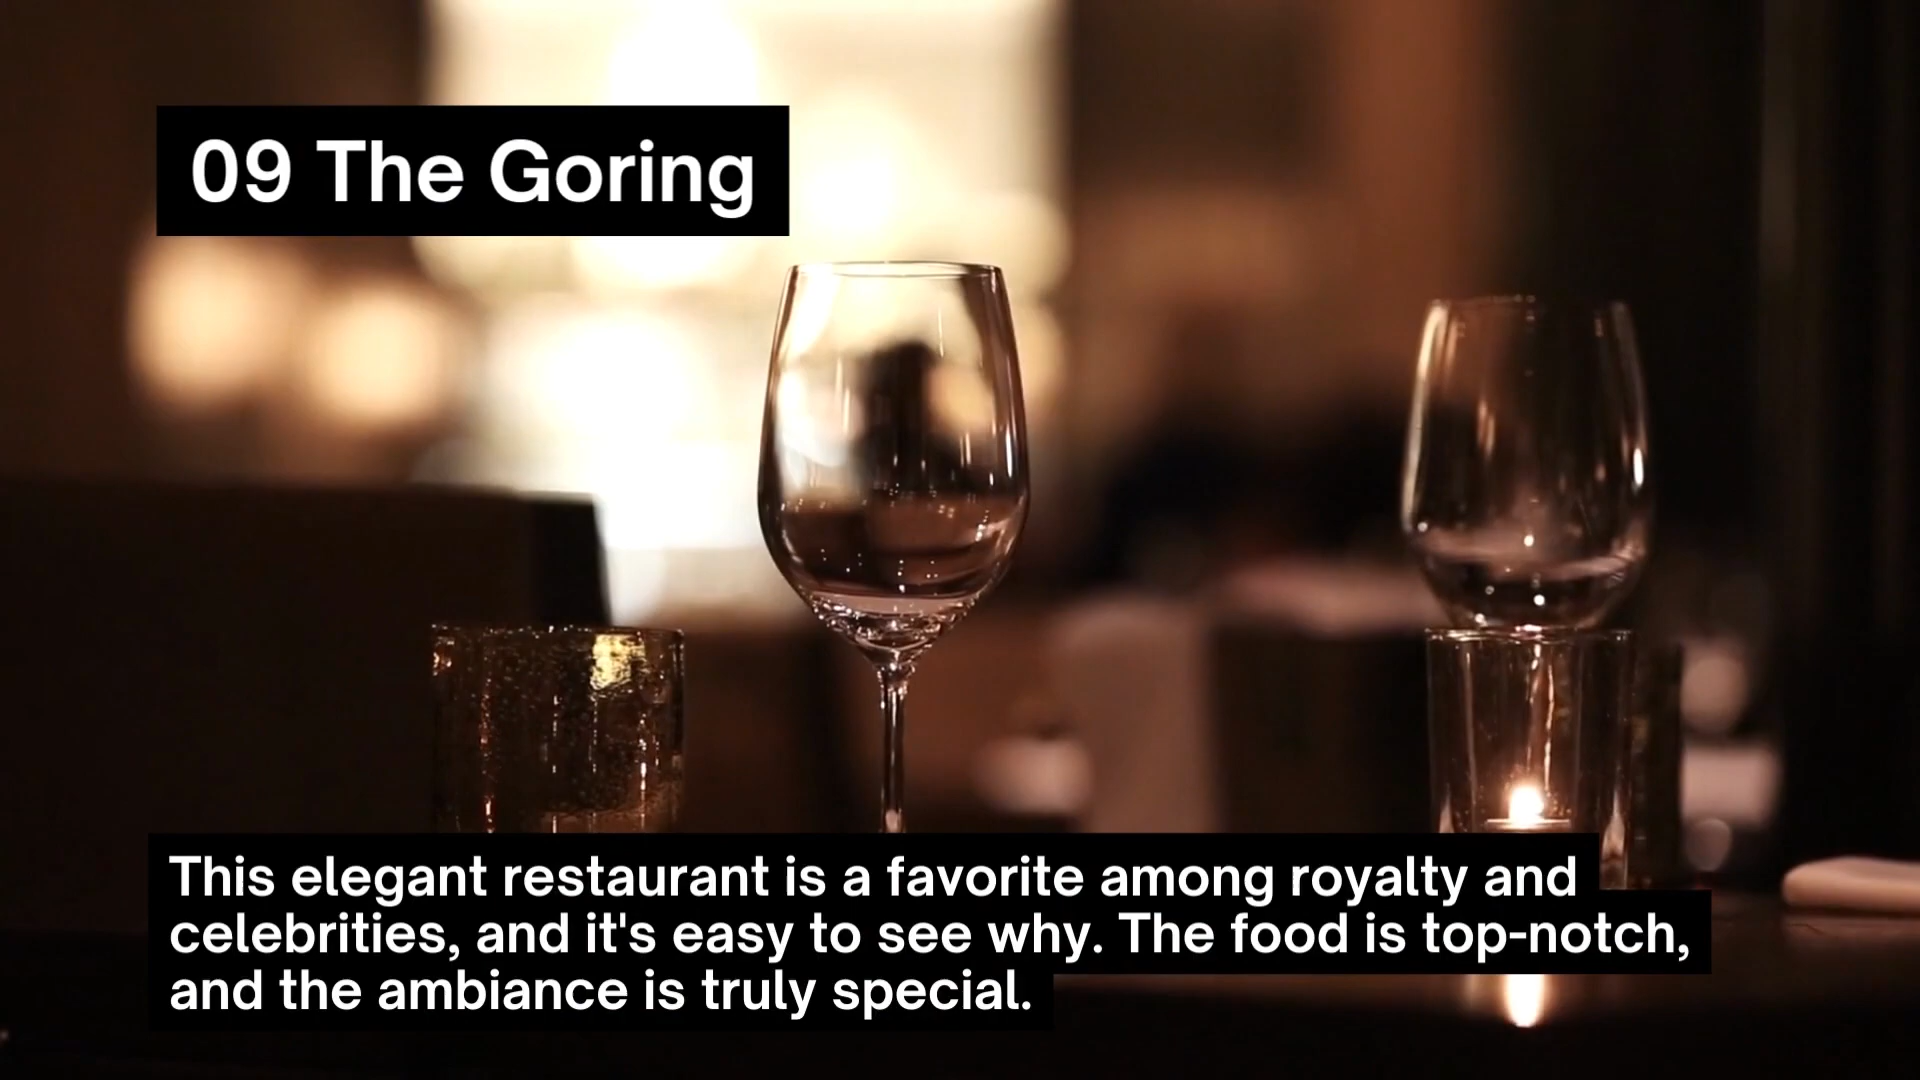 09 The Goring
This elegant restaurant is a favorite among royalty and
celebrities, and it's easy to see why. The food is top-notch,
and the ambiance is truly special.